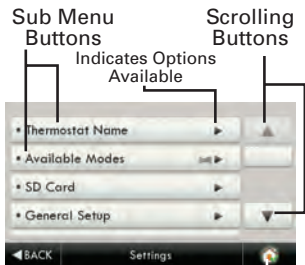 Sub Menu Buttons
Scrolling Buttons
Indicates Options Available
• Thermostat Name
• Available Modes
• SD Card
• General Setup
BACK Settings